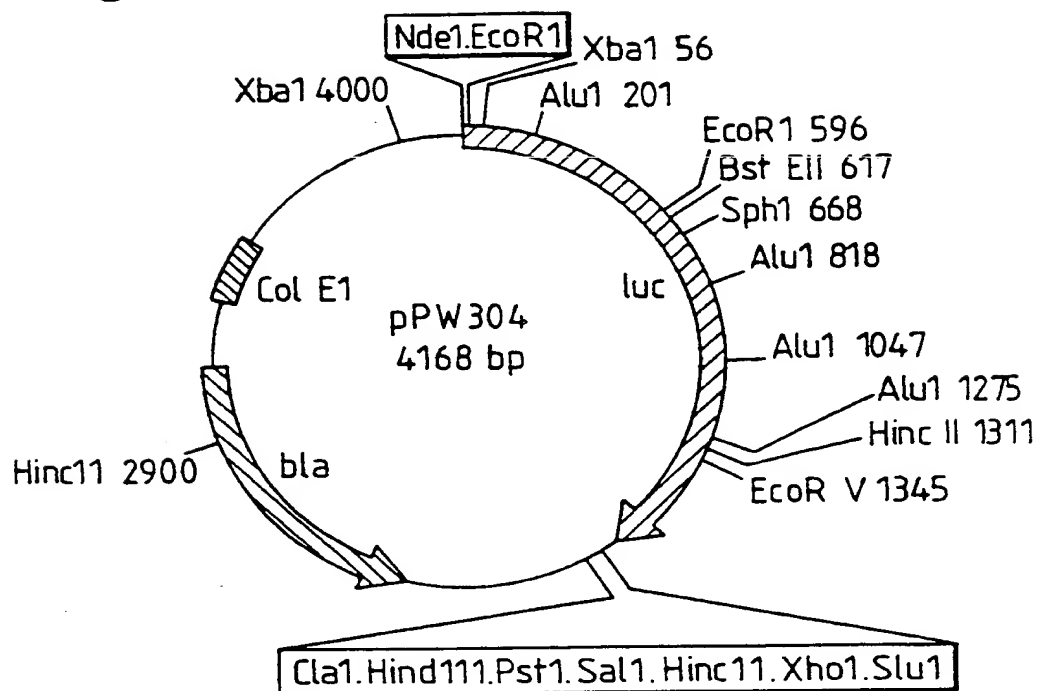 Nde1.EcoR1
Xba1 56
Xba1 4000
Alu1 201
EcoR1 596
Bst EII 617
Sph1 668
Alu1 818
Col E1
luc
pPW304
4168 bp
Alu1 1047
Alu1 1275
Hinc II 1311
Hinc11 2900
bla
EcoR V 1345
Cla1.Hind111.Pst1.Sal1.Hinc11.Xho1.Slu1